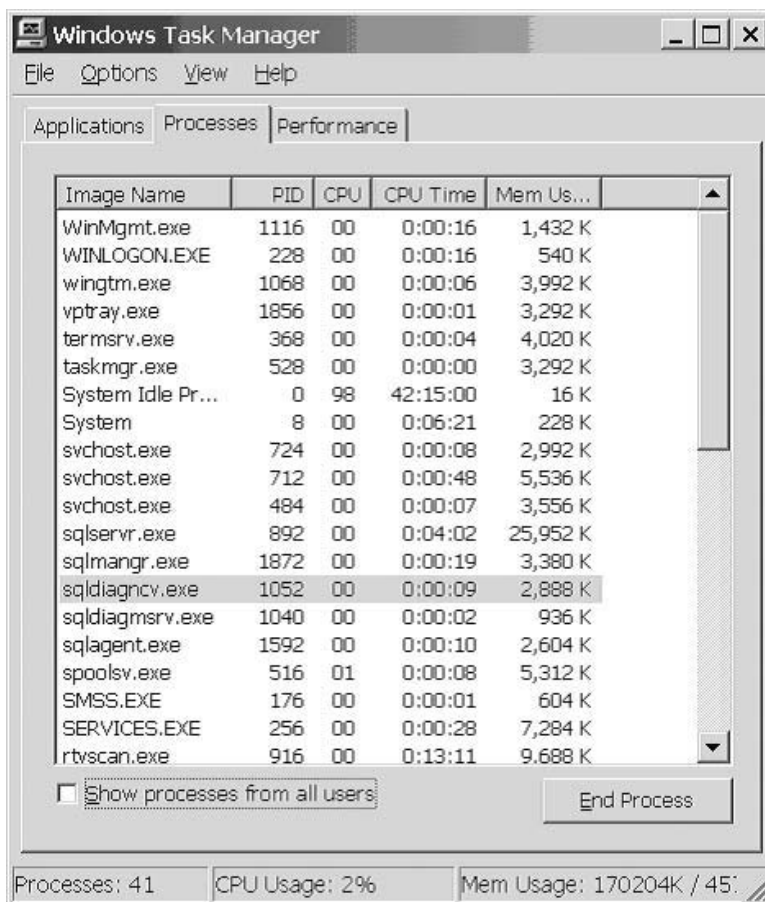 Windows Task Manager
File Options View Help
Applications Processes Performance
Image Name PID CPU CPU Time Mem Us...
WinMgmt.exe 1116 00 0:00:16 1,432 K
WINLOGON.EXE 228 00 0:00:16 540 K
wingtm.exe 1068 00 0:00:06 3,992 K
vptray.exe 1856 00 0:00:01 3,292 K
termsrv.exe 368 00 0:00:04 4,020 K
taskmgr.exe 528 00 0:00:00 3,292 K
System Idle Pr... 0 98 42:15:00 16 K
System 8 00 0:06:21 228 K
svchost.exe 724 00 0:00:08 2,992 K
svchost.exe 712 00 0:00:48 5,536 K
svchost.exe 484 00 0:00:07 3,556 K
sqlservr.exe 892 00 0:04:02 25,952 K
sqlmangr.exe 1872 00 0:00:19 3,380 K
sqldiagncv.exe 1052 00 0:00:09 2,888 K
sqldiagmsrv.exe 1040 00 0:00:02 936 K
sqlagent.exe 1592 00 0:00:10 2,604 K
spoolsv.exe 516 01 0:00:08 5,312 K
SMSS.EXE 176 00 0:00:01 604 K
SERVICES.EXE 256 00 0:00:28 7,284 K
rtvscan.exe 916 00 0:13:11 9,688 K
Show processes from all users
End Process
Processes: 41 CPU Usage: 2% Mem Usage: 170204K / 45